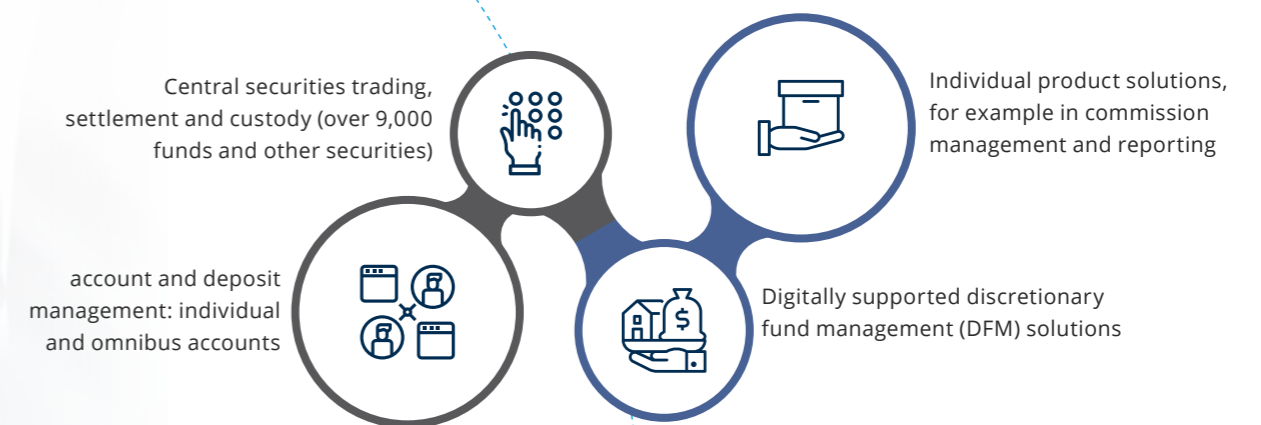 Central securities trading,
settlement and custody (over 9,000
funds and other securities)
Individual product solutions,
for example in commission
management and reporting
account and deposit
management: individual
and omnibus accounts
Digitally supported discretionary
fund management (DFM) solutions
$